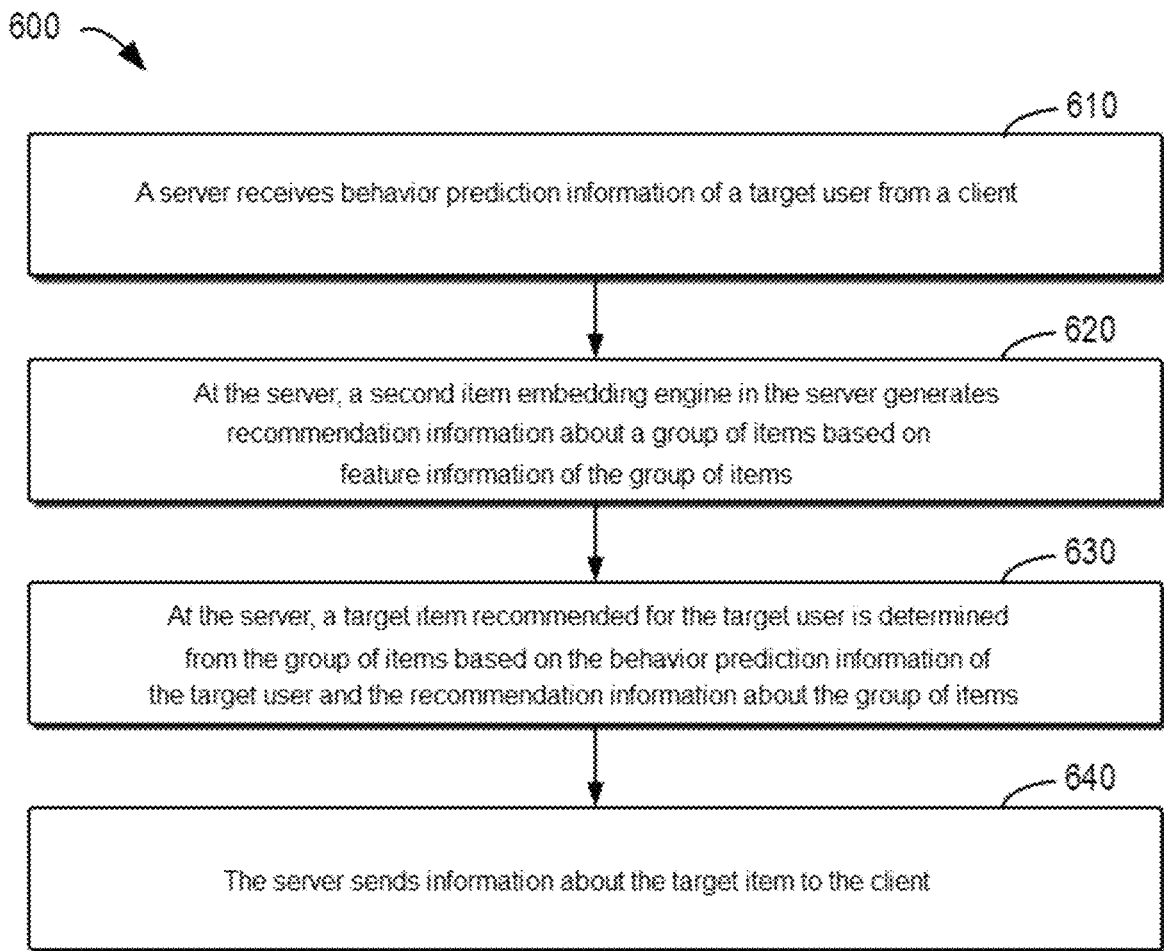 600
610
A server receives behavior prediction information of a target user from a client
620
At the server, a second item embedding engine in the server generates
recommendation information about a group of items based on
feature information of the group of items
630
At the server, a target item recommended for the target user is determined
from the group of items based on the behavior prediction information of
the target user and the recommendation information about the group of items
640
The server sends information about the target item to the client